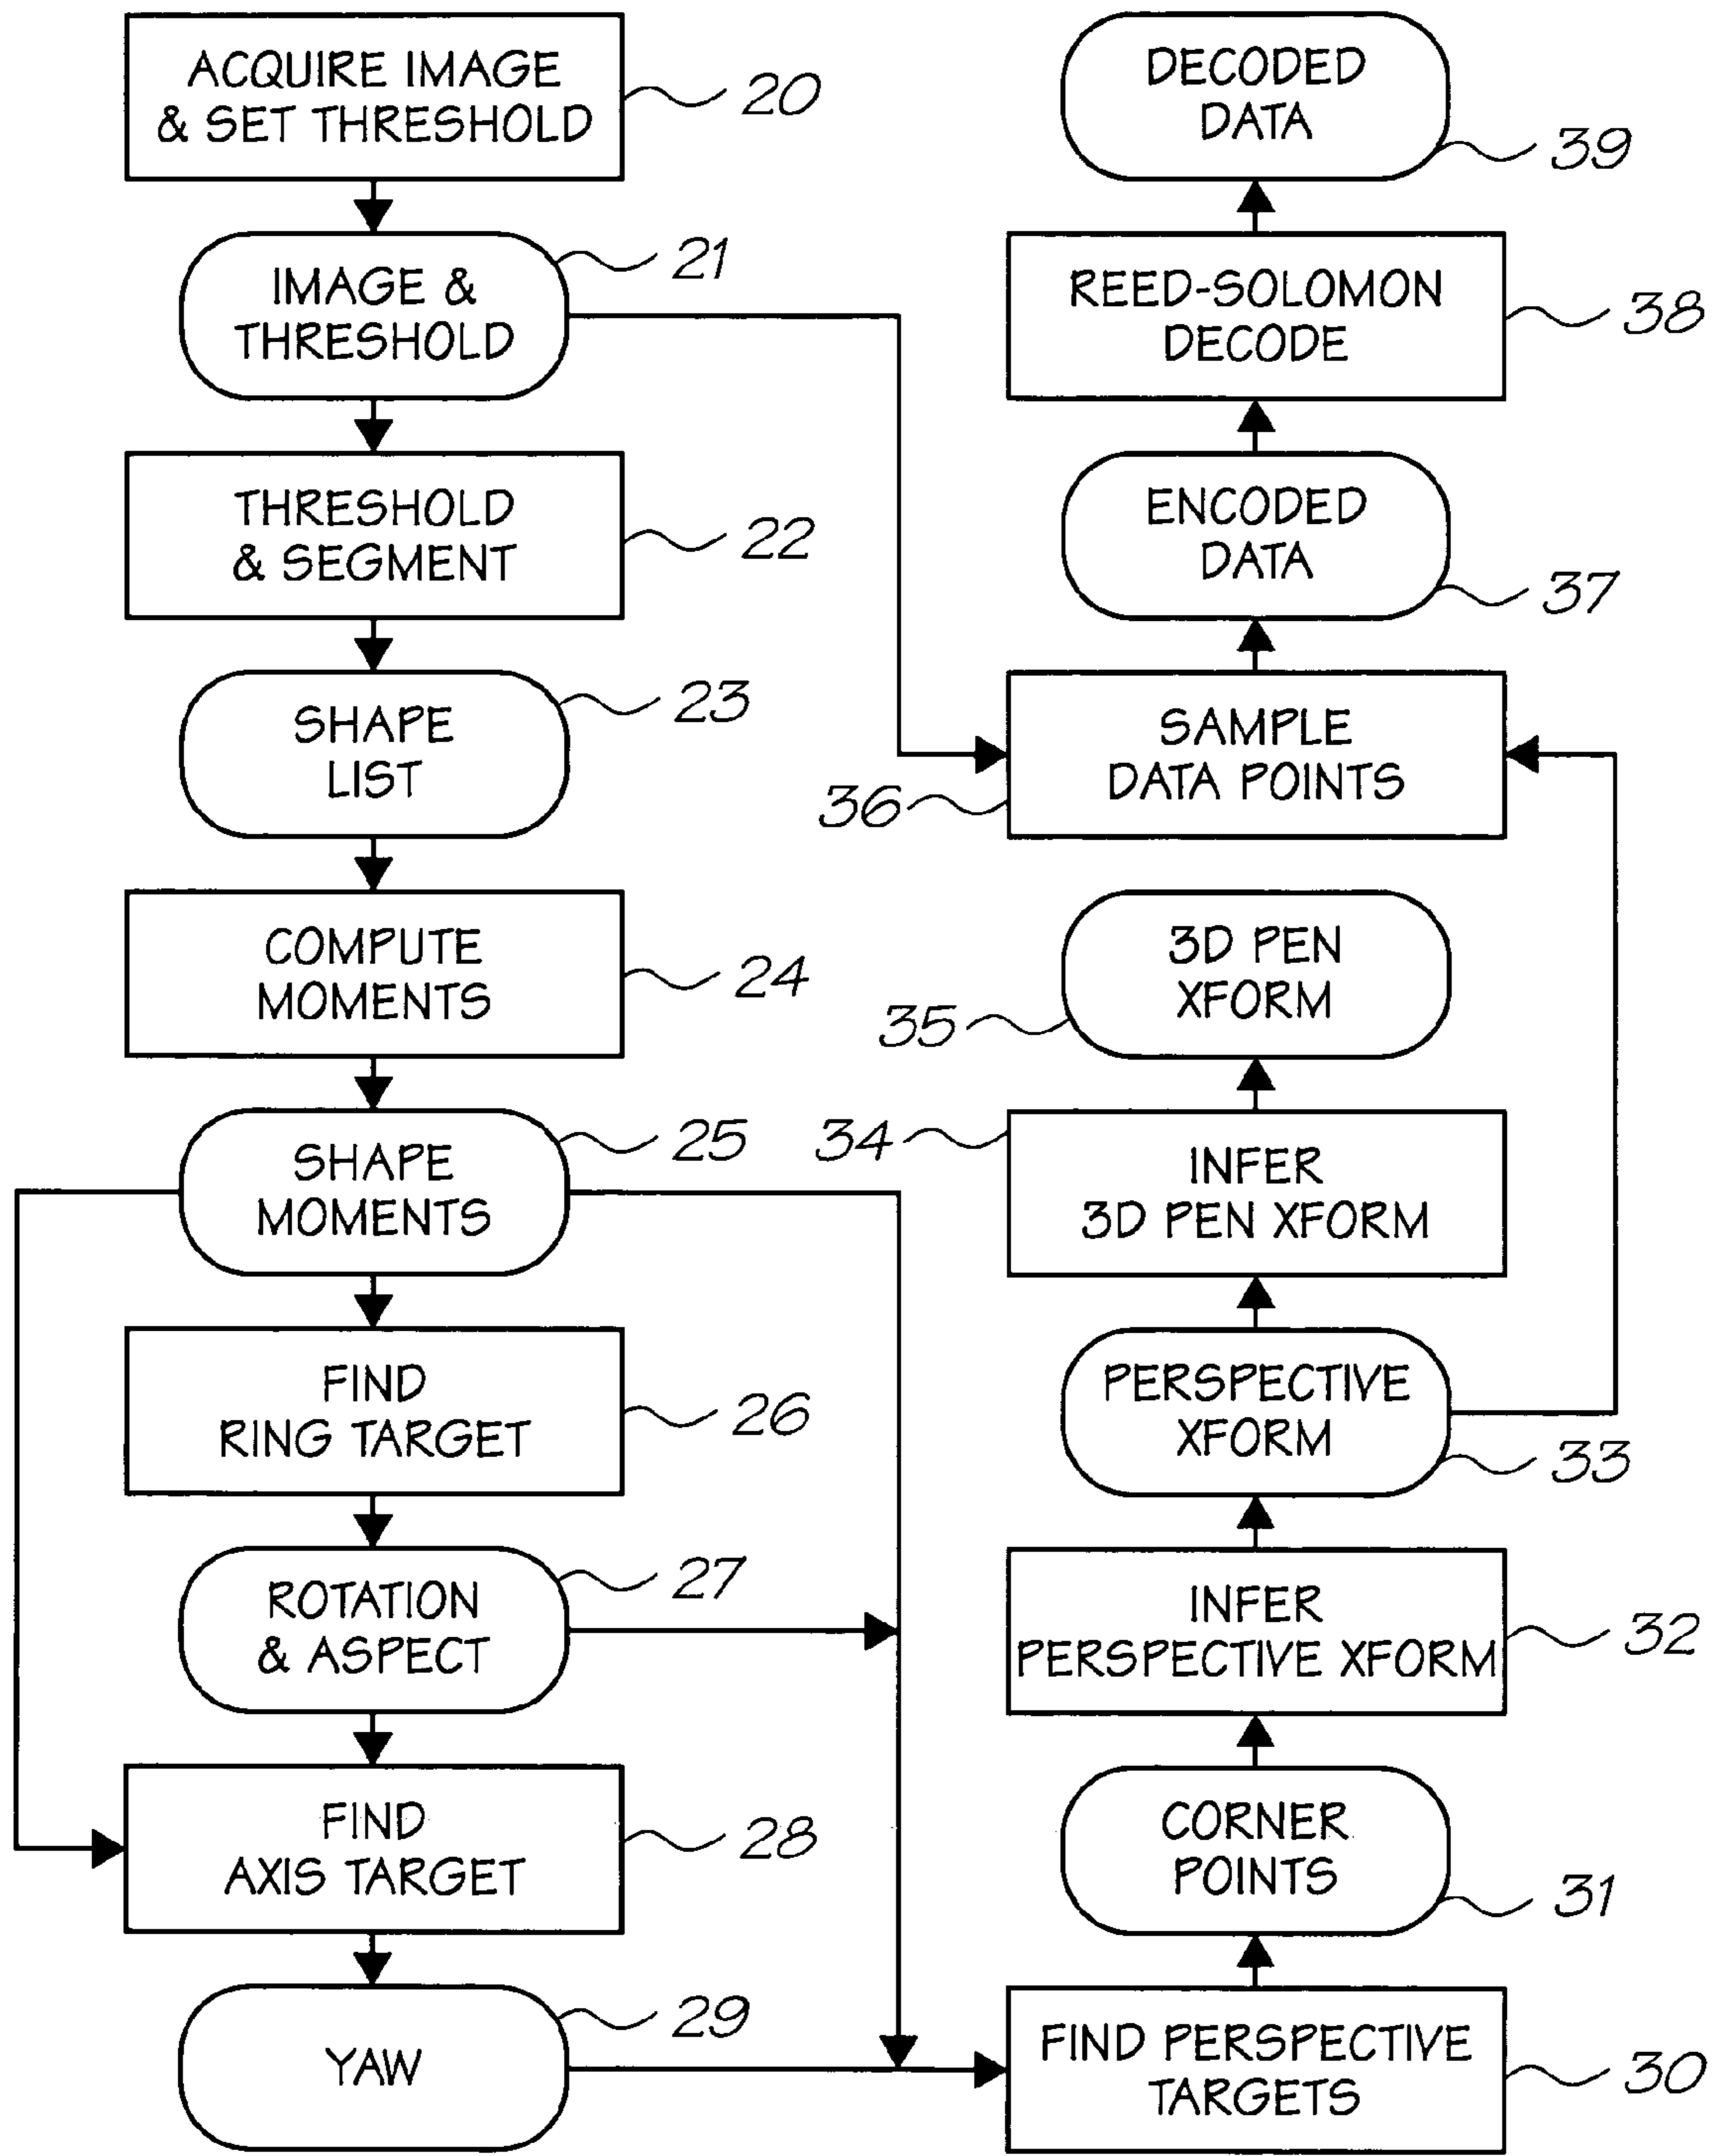 ACQUIRE IMAGE
& SET THRESHOLD
20
IMAGE &
THRESHOLD
21
THRESHOLD
& SEGMENT
22
SHAPE
LIST
23
COMPUTE
MOMENTS
24
SHAPE
MOMENTS
25
FIND
RING TARGET
26
ROTATION
& ASPECT
27
FIND
AXIS TARGET
28
YAW
29
DECODED
DATA
39
REED-SOLOMON
DECODE
38
ENCODED
DATA
37
SAMPLE
DATA POINTS
36
3D PEN
XFORM
35
INFER
3D PEN XFORM
34
PERSPECTIVE
XFORM
33
INFER
PERSPECTIVE XFORM
32
CORNER
POINTS
31
FIND PERSPECTIVE
TARGETS
30